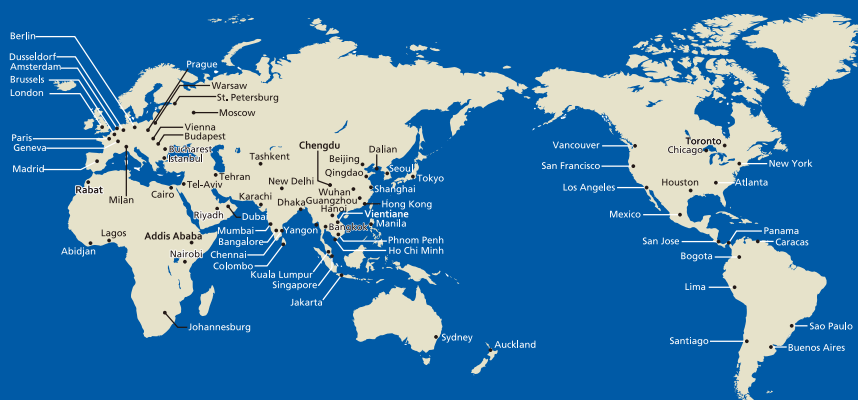 Berlin
Dusseldorf
Amsterdam
Brussels
London
Prague
Warsaw
St. Petersburg
Moscow
Paris
Geneva
Madrid
Vienna
Budapest
Bucharest
Istanbul
Rabat
Milan
Cairo
Tel-Aviv
Tehran
Riyadh
Dubai
Karachi
Tashkent
New Delhi
Dhaka
Chengdu
Beijing
Dalian
Qingdao
Seoul
Tokyo
Wuhan
Shanghai
Guangzhou
Hong Kong
Hanoi
Vientiane
Manila
Bangkok
Phnom Penh
Ho Chi Minh
Mumbai
Bangalore
Chennai
Colombo
Yangon
Kuala Lumpur
Singapore
Jakarta
Lagos
Abidjan
Addis Ababa
Nairobi
Johannesburg
Sydney
Auckland
Vancouver
San Francisco
Los Angeles
Toronto
Chicago
New York
Houston
Atlanta
Mexico
San Jose
Panama
Caracas
Bogota
Lima
Sao Paulo
Santiago
Buenos Aires